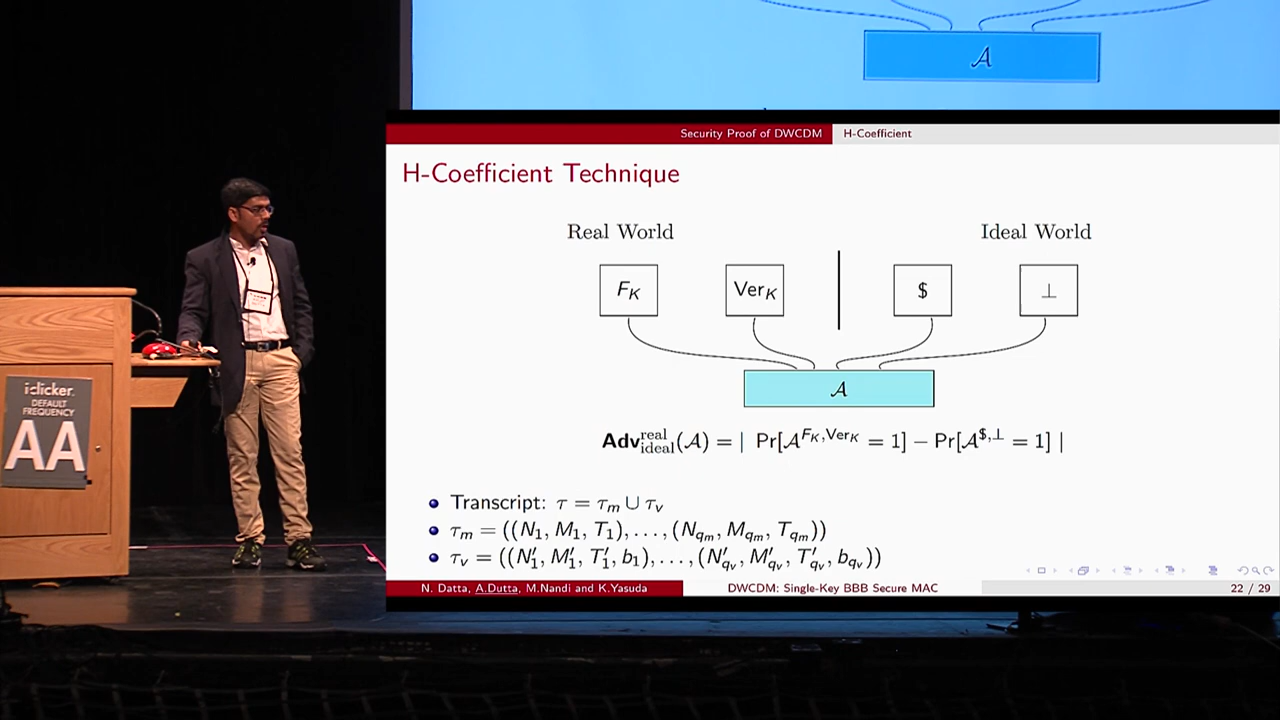 𝒜
Security Proof of DWCDM H-Coefficient
H-Coefficient Technique
Real World Ideal World
F_K Ver_K $ ⊥
𝒜
Adv^real_ideal(𝒜) = | Pr[𝒜^{F_K,Ver_K} = 1] − Pr[𝒜^{$,⊥} = 1] |
Transcript: τ = τ_m ∪ τ_v
τ_m = ((N_1, M_1, T_1), . . . , (N_{q_m}, M_{q_m}, T_{q_m}))
τ_v = ((N′_1, M′_1, T′_1, b_1), . . . , (N′_{q_v}, M′_{q_v}, T′_{q_v}, b_{q_v}))
N. Datta, A.Dutta, M.Nandi and K.Yasuda DWCDM: Single-Key BBB Secure MAC 22 / 29
iclicker.
DEFAULT
FREQUENCY
AA